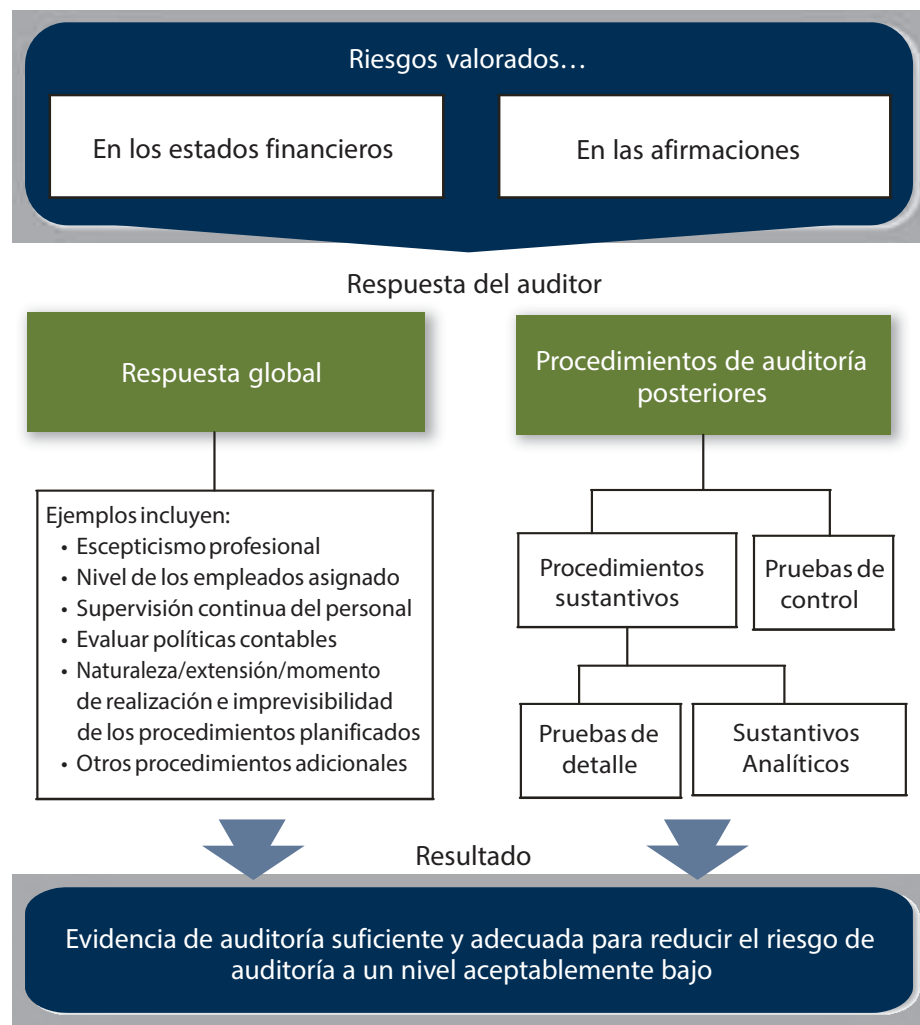 Riesgos valorados…
En los estados financieros
En las afirmaciones
Respuesta del auditor
Respuesta global
Procedimientos de auditoría
posteriores
Ejemplos incluyen:
• Escepticismo profesional
• Nivel de los empleados asignado
• Supervisión continua del personal
• Evaluar políticas contables
• Naturaleza/extensión/momento
de realización e imprevisibilidad
de los procedimientos planificados
• Otros procedimientos adicionales
Procedimientos
sustantivos
Pruebas de
control
Pruebas de
detalle
Sustantivos
Analíticos
Resultado
Evidencia de auditoría suficiente y adecuada para reducir el riesgo de
auditoría a un nivel aceptablemente bajo